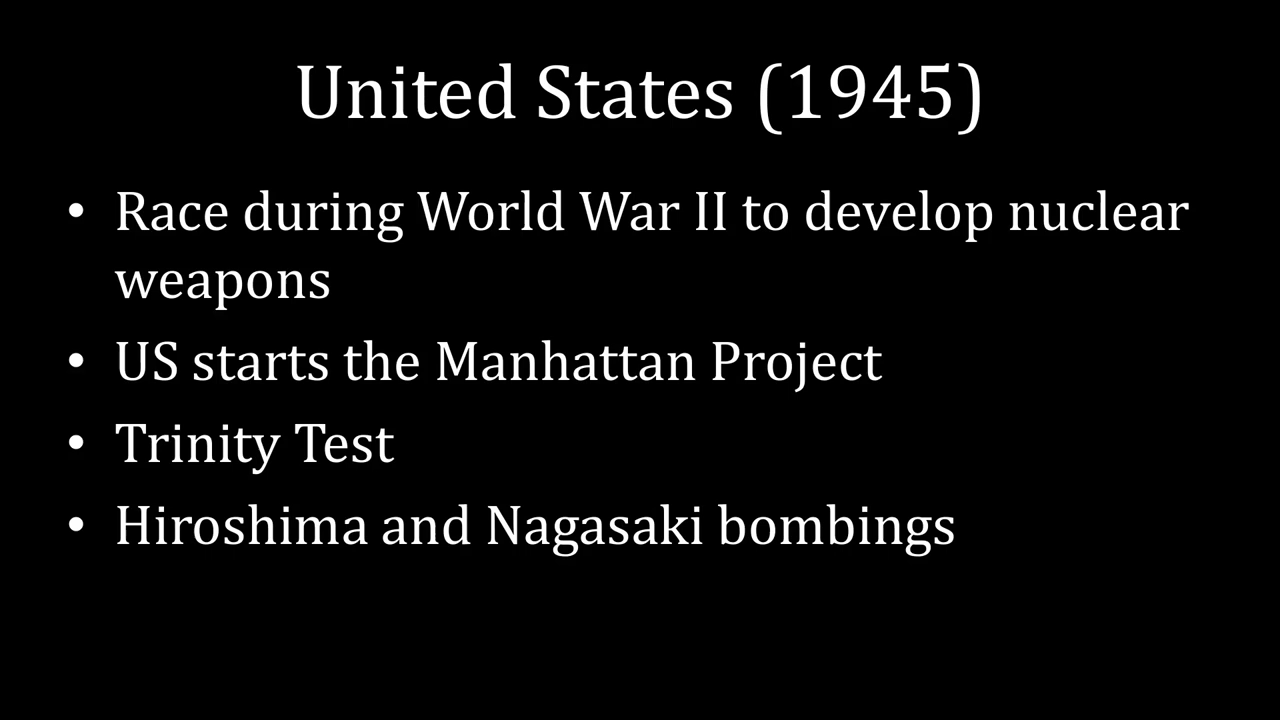 United States (1945)
• Race during World War II to develop nuclear
weapons
• US starts the Manhattan Project
• Trinity Test
• Hiroshima and Nagasaki bombings